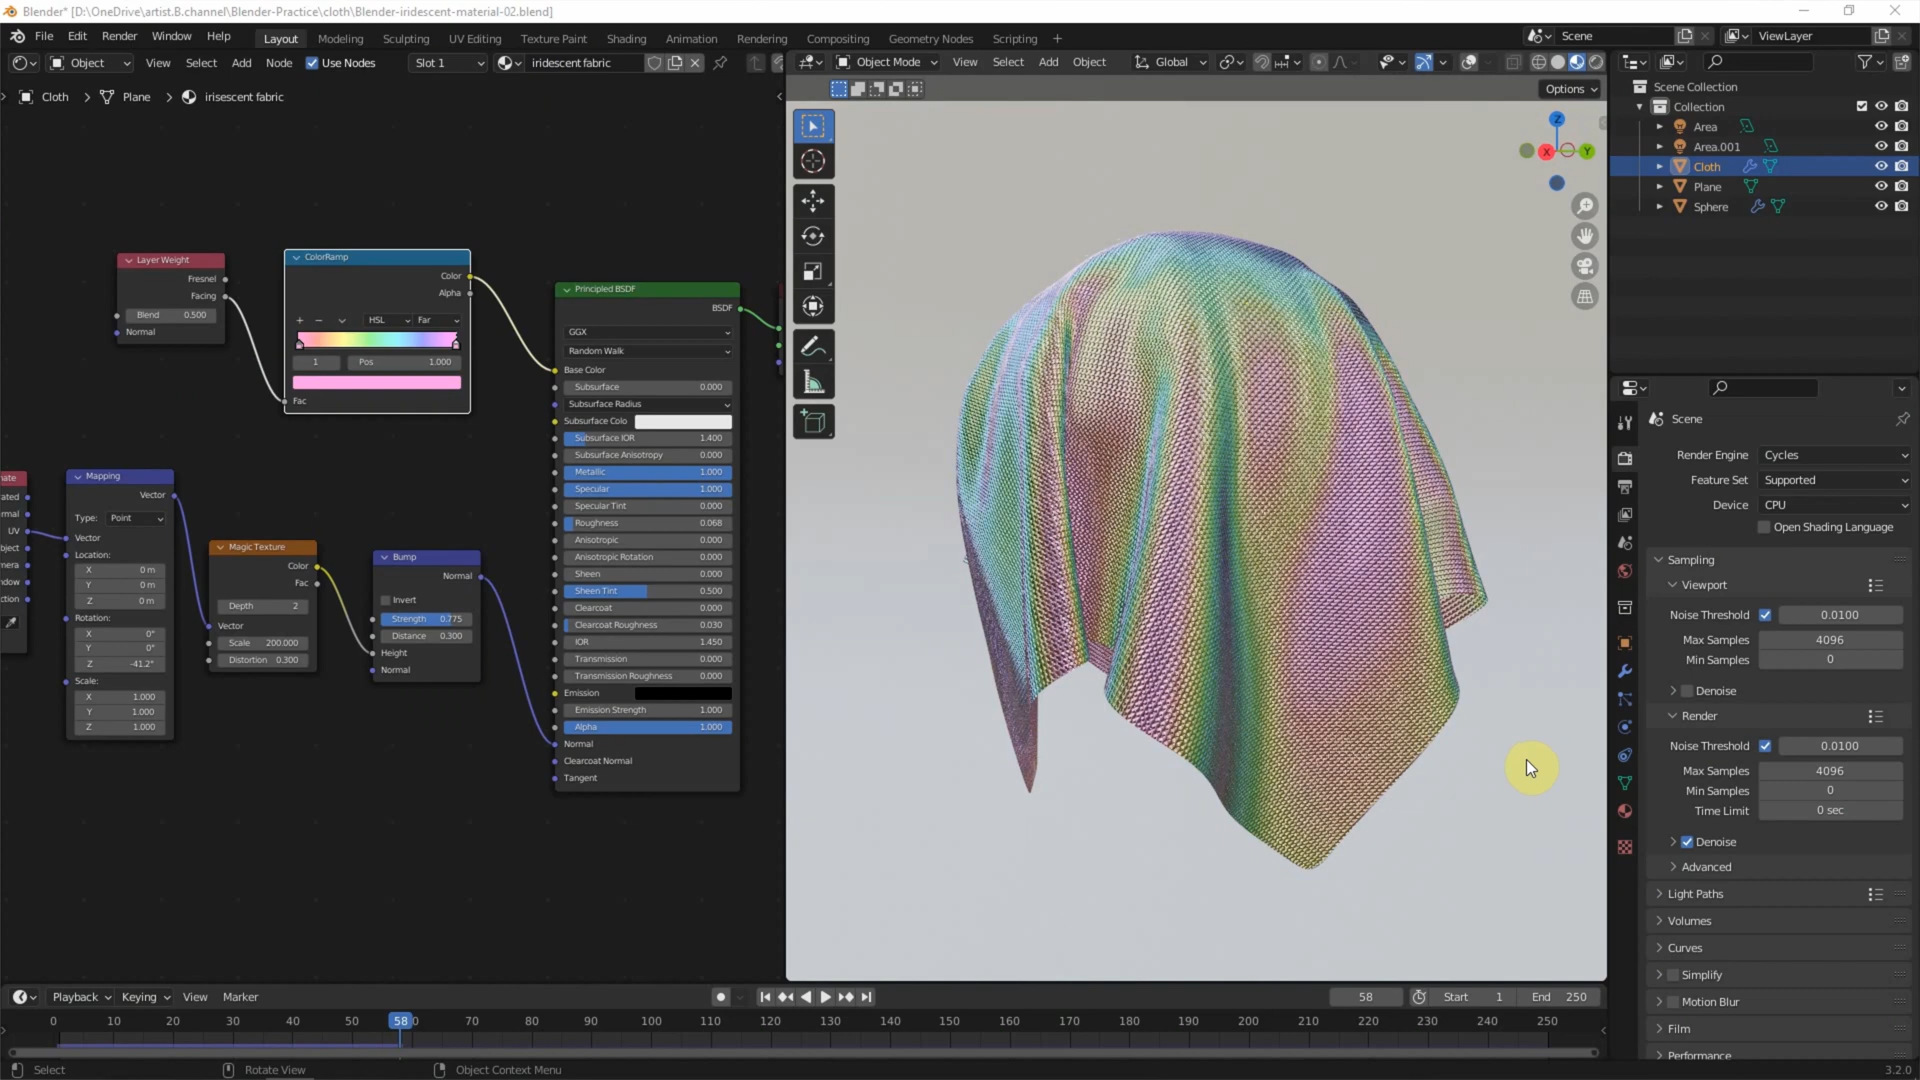 Blender* [D:\OneDrive\artist.B.channel\Blender-Practice\cloth\Blender-iridescent-material-02.blend]
File Edit Render Window Help Layout Modeling Sculpting UV Editing Texture Paint Shading Animation Rendering Compositing Geometry Nodes Scripting + Scene ViewLayer
Object View Select Add Node Use Nodes Slot 1 iridescent fabric
Object Mode View Select Add Object Global
Cloth > Plane > irisescent fabric
Options
Z
X
Y
Layer Weight
Fresnel
Facing
Blend 0.500
Normal
ColorRamp
Color
Alpha
+ − HSL Far
1 Pos 1.000
Fac
Principled BSDF
BSDF
GGX
Random Walk
Base Color
Subsurface 0.000
Subsurface Radius
Subsurface Colo
Subsurface IOR 1.400
Subsurface Anisotropy 0.000
Metallic 1.000
Specular 1.000
Specular Tint 0.000
Roughness 0.068
Anisotropic 0.000
Anisotropic Rotation 0.000
Sheen 0.000
Sheen Tint 0.500
Clearcoat 0.000
Clearcoat Roughness 0.030
IOR 1.450
Transmission 0.000
Transmission Roughness 0.000
Emission
Emission Strength 1.000
Alpha 1.000
Normal
Clearcoat Normal
Tangent
nate
ated
rmal
UV
bject
mera
ndow
ction
Mapping
Vector
Type: Point
Vector
Location:
X 0 m
Y 0 m
Z 0 m
Rotation:
X 0°
Y 0°
Z -41.2°
Scale:
X 1.000
Y 1.000
Z 1.000
Magic Texture
Color
Fac
Depth 2
Vector
Scale 200.000
Distortion 0.300
Bump
Normal
Invert
Strength 0.775
Distance 0.300
Height
Normal
Scene Collection
Collection
Area
Area.001
Cloth
Plane
Sphere
Scene
Render Engine Cycles
Feature Set Supported
Device CPU
Open Shading Language
Sampling
Viewport
Noise Threshold 0.0100
Max Samples 4096
Min Samples 0
Denoise
Render
Noise Threshold 0.0100
Max Samples 4096
Min Samples 0
Time Limit 0 sec
Denoise
Advanced
Light Paths
Volumes
Curves
Simplify
Motion Blur
Film
Performance
Playback Keying View Marker 58 Start 1 End 250
0 10 20 30 40 50 58 0 70 80 90 100 110 120 130 140 150 160 170 180 190 200 210 220 230 240 250
Select Rotate View Object Context Menu 3.2.0